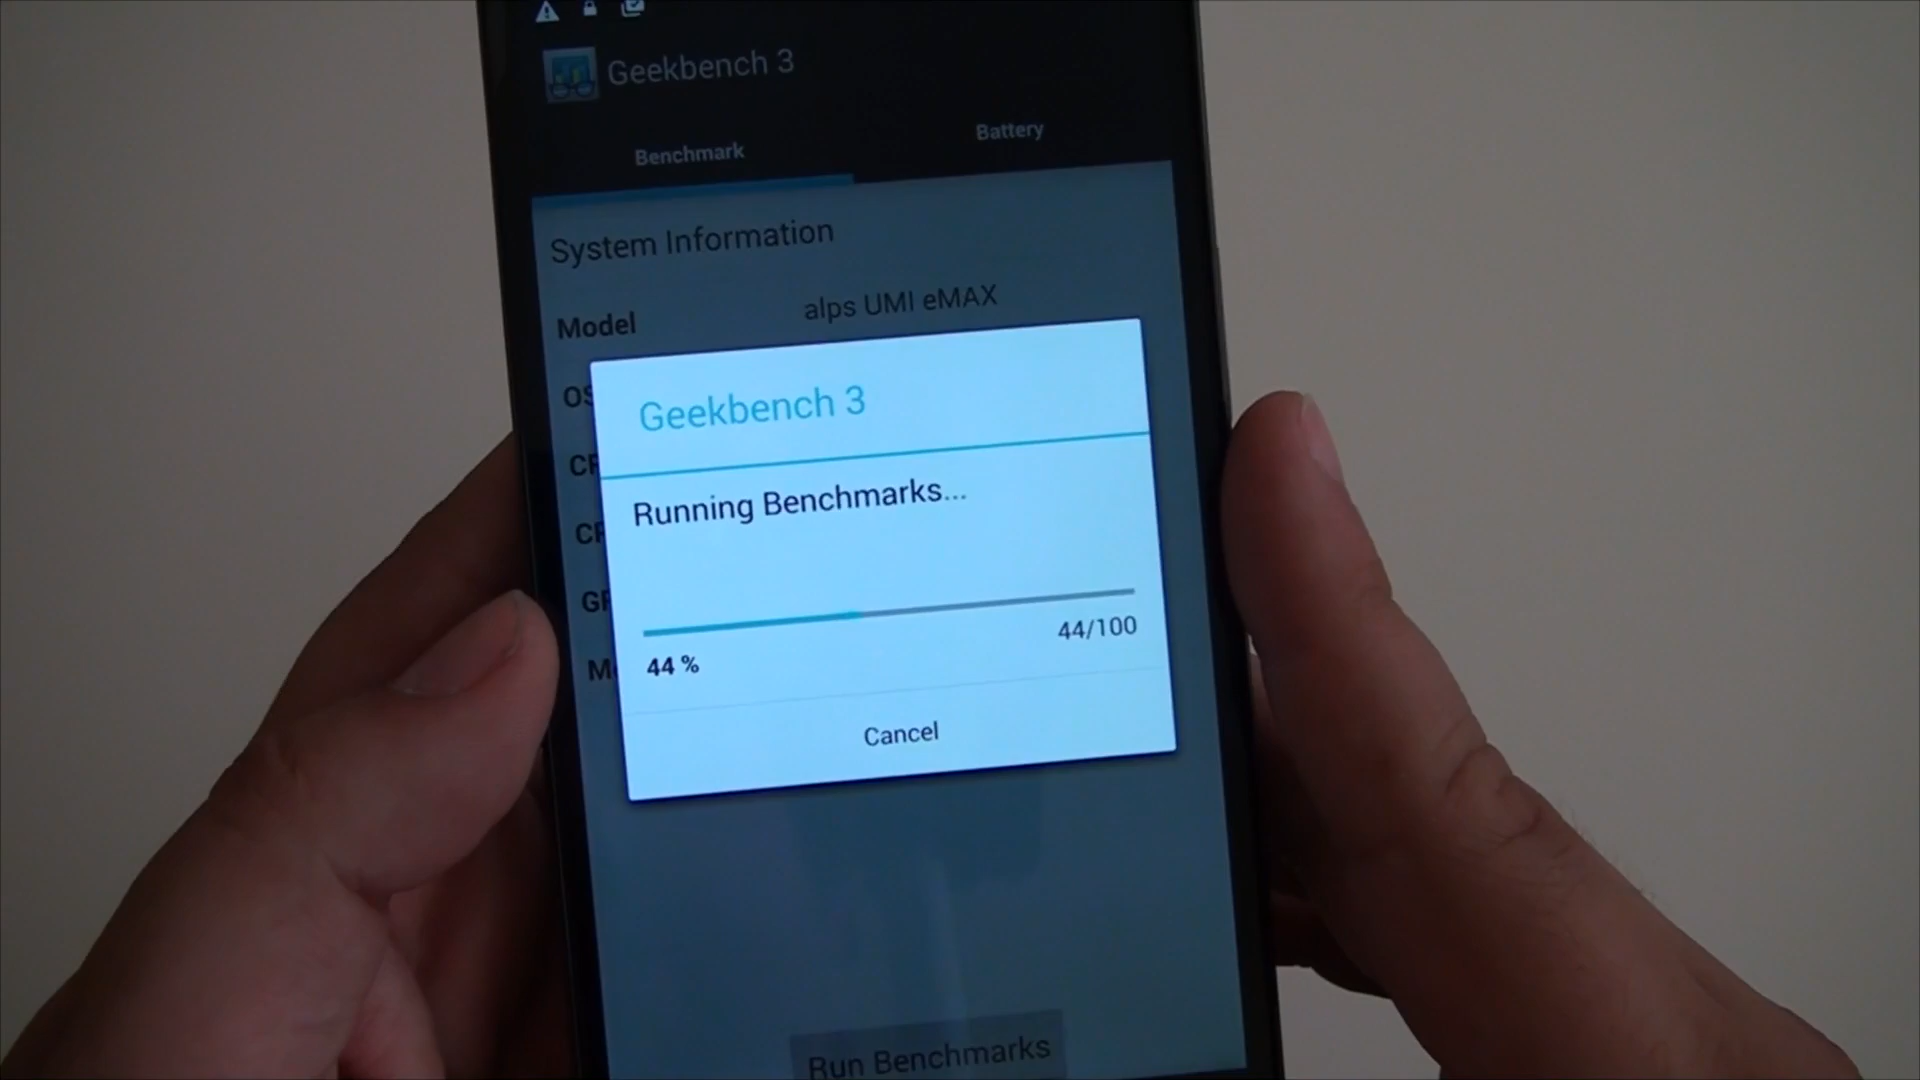 Geekbench 3
Benchmark
Battery
System Information
Model alps UMI eMAX
Geekbench 3
Running Benchmarks...
44/100
44 %
Cancel
Run Benchmarks